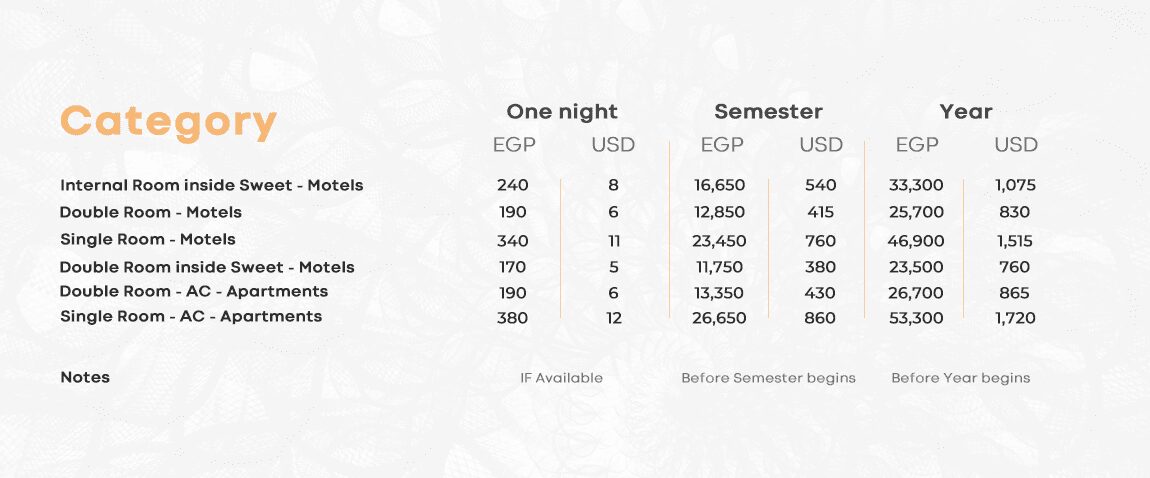 Category
One night Semester Year
EGP USD EGP USD EGP USD
Internal Room inside Sweet - Motels 240 8 16,650 540 33,300 1,075
Double Room - Motels 190 6 12,850 415 25,700 830
Single Room - Motels 340 11 23,450 760 46,900 1,515
Double Room inside Sweet - Motels 170 5 11,750 380 23,500 760
Double Room - AC - Apartments 190 6 13,350 430 26,700 865
Single Room - AC - Apartments 380 12 26,650 860 53,300 1,720
Notes IF Available Before Semester begins Before Year begins